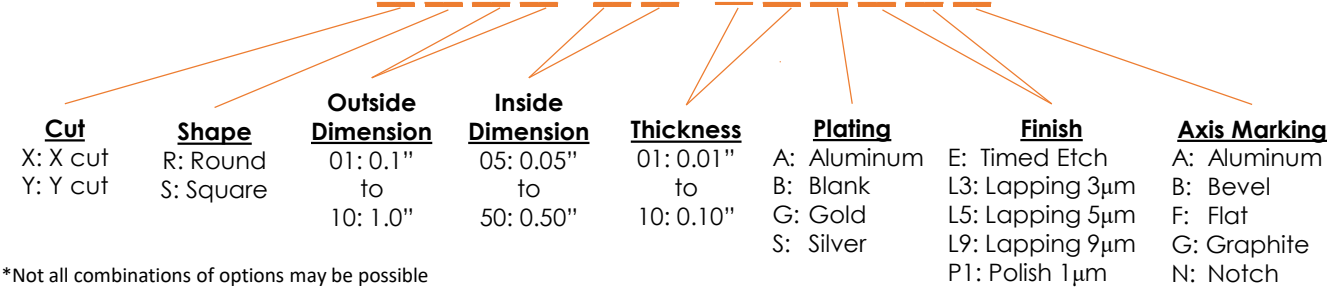 Cut
X: X cut
Y: Y cut
Shape
R: Round
S: Square
Outside
Dimension
01: 0.1”
to
10: 1.0”
Inside
Dimension
05: 0.05”
to
50: 0.50”
Thickness
01: 0.01”
to
10: 0.10”
Plating
A: Aluminum
B: Blank
G: Gold
S: Silver
Finish
E: Timed Etch
L3: Lapping 3μm
L5: Lapping 5μm
L9: Lapping 9μm
P1: Polish 1μm
Axis Marking
A: Aluminum
B: Bevel
F: Flat
G: Graphite
N: Notch
*Not all combinations of options may be possible